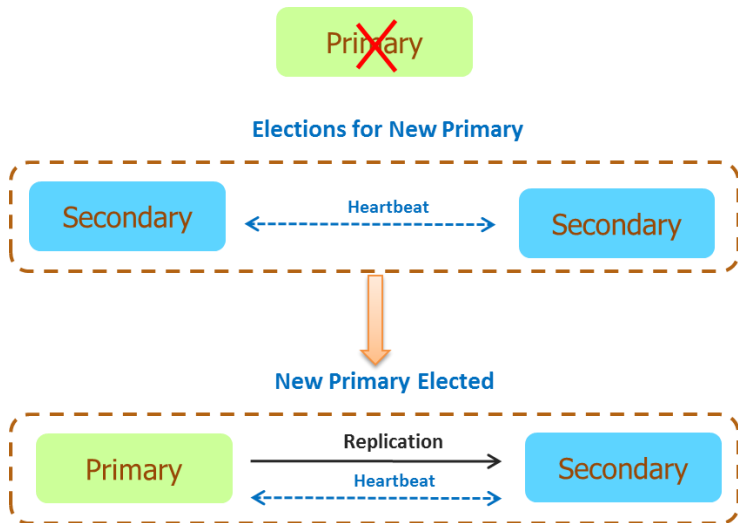 Primary
Elections for New Primary
Secondary
Heartbeat
Secondary
New Primary Elected
Primary
Replication
Heartbeat
Secondary